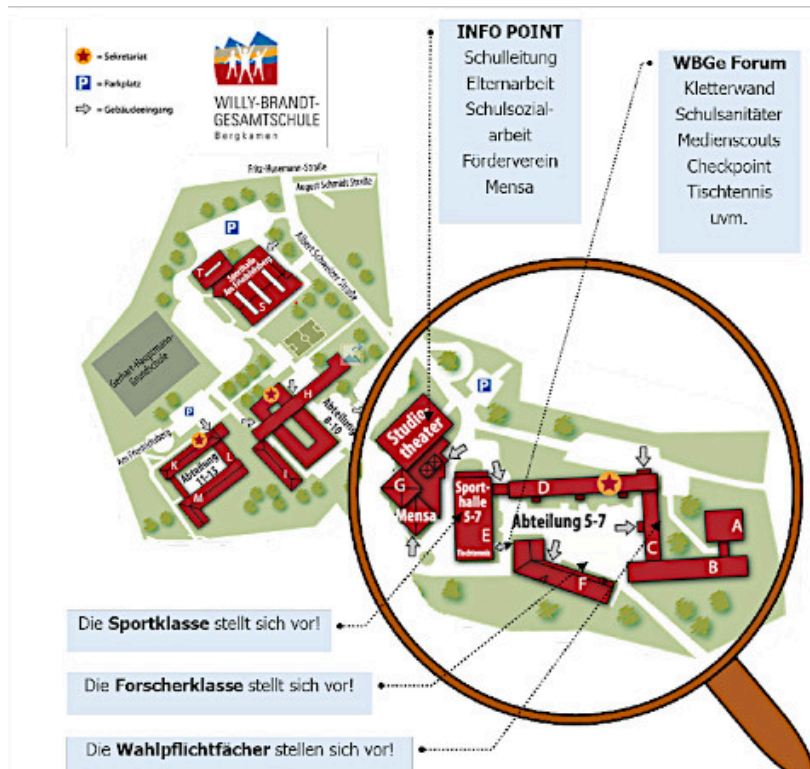 = Sekretariat
P = Parkplatz
= Gebäudeeingang
WILLY-BRANDT-
GESAMTSCHULE
Bergkamen
INFO POINT
Schulleitung
Elternarbeit
Schulsozial-
arbeit
Förderverein
Mensa
WBGe Forum
Kletterwand
Schulsanitäter
Medienscouts
Checkpoint
Tischtennis
uvm.
Fritz-Husemann-Straße
August Schmidt Straße
Albert Schweitzer Straße
P
T
Sporthalle
Am Friedrichsberg
S
Gerhart-Hauptmann-
Grundschule
P
Am Friedrichsberg
H
Abteilung
8-10
I
K
L
Abteilung
11-13
M
P
Studio-
theater
G
Mensa
Sport-
halle
5-7
E
Tischtennis
D
Abteilung 5-7
C
A
B
F
Die Sportklasse stellt sich vor!
Die Forscherklasse stellt sich vor!
Die Wahlpflichtfächer stellen sich vor!